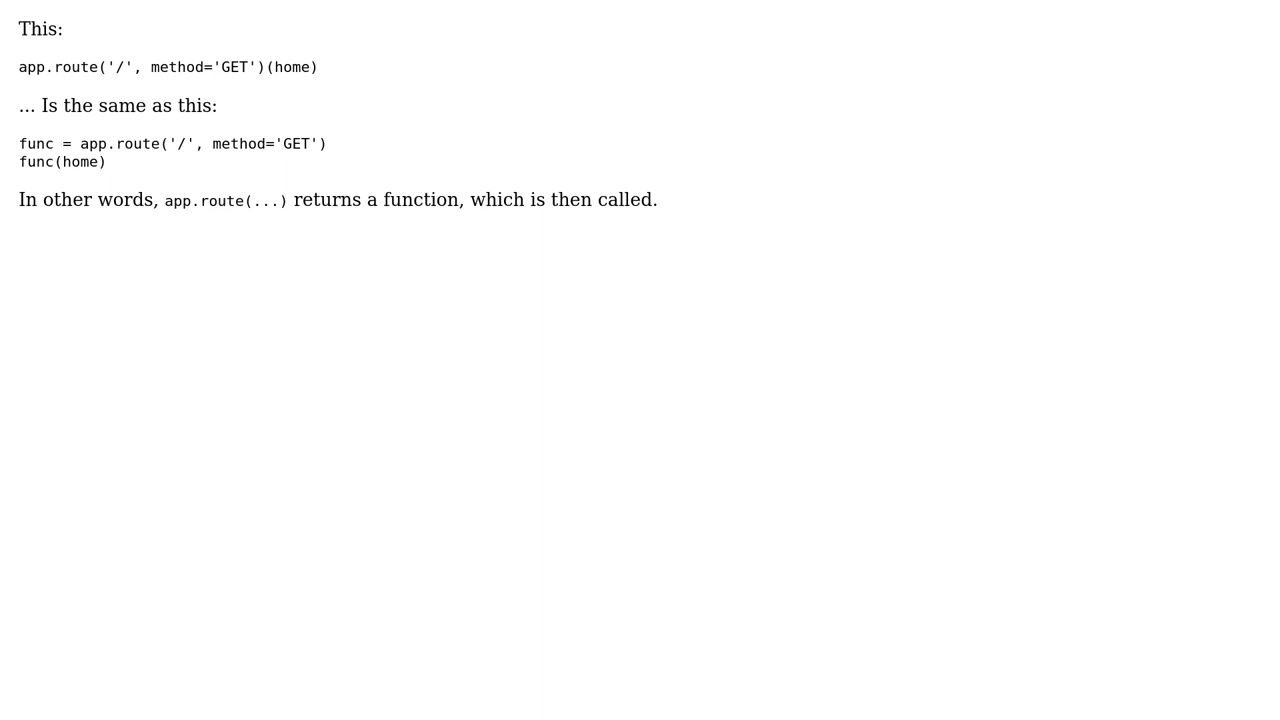 This:
app.route('/', method='GET')(home)
... Is the same as this:
func = app.route('/', method='GET')
func(home)
In other words, app.route(...) returns a function, which is then called.